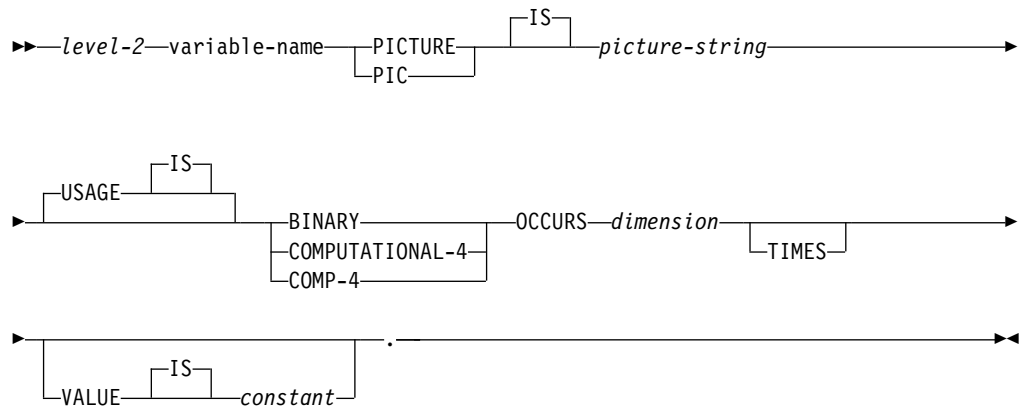 IS
level-2 variable-name PICTURE picture-string
PIC
IS
USAGE
BINARY OCCURS dimension
COMPUTATIONAL-4 TIMES
COMP-4
.
IS
VALUE constant